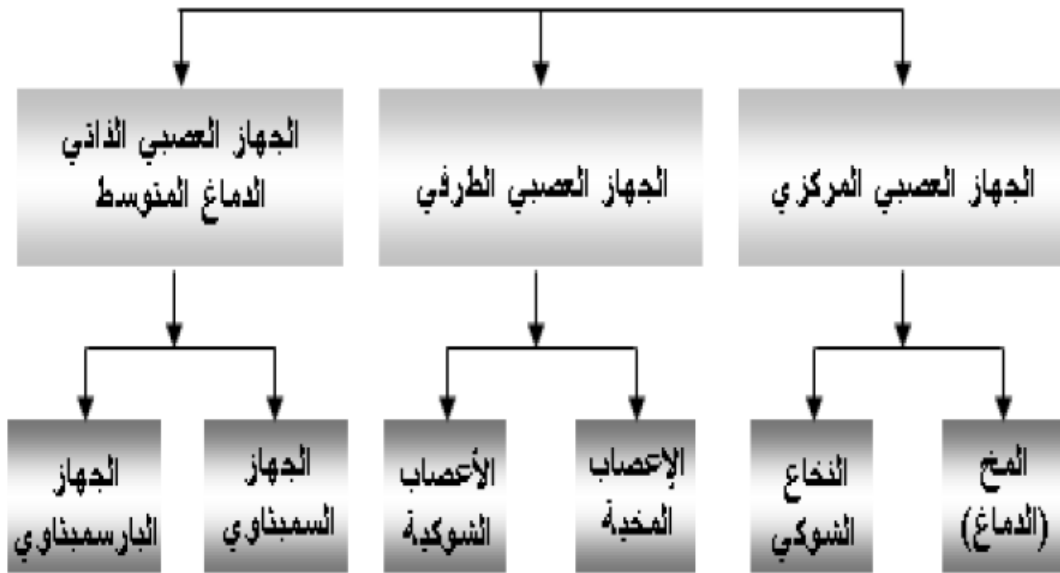 الجهاز العصبي المركزي
الجهاز العصبي الطرفي
الجهاز العصبي الذاتي
الدماغ المتوسط
المخ
(الدماغ)
النخاع
الشوكي
الإعصاب
المخية
الأعصاب
الشوكية
الجهاز
السمبثاوي
الجهاز
البارسمبثاوي